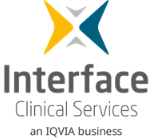 Interface
Clinical Services
an IQVIA business